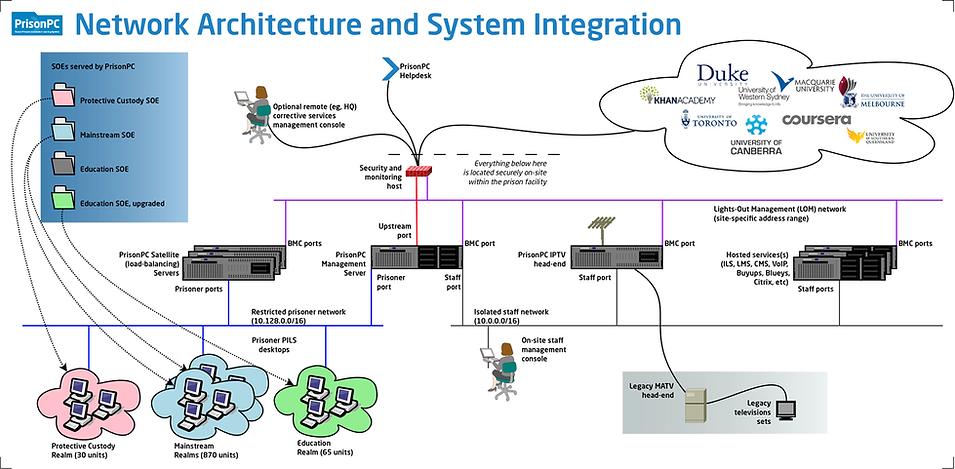 PrisonPC
Network Architecture and System Integration
SOEs served by PrisonPC
Protective Custody SOE
Mainstream SOE
Education SOE
Education SOE, upgraded
Optional remote (eg, HQ)
corrective services
management console
PrisonPC
Helpdesk
Duke
UNIVERSITY
University of
Western Sydney
Bringing knowledge to life
MACQUARIE
UNIVERSITY
KHANACADEMY
THE UNIVERSITY OF
MELBOURNE
UNIVERSITY OF
TORONTO
coursera
UNIVERSITY OF
CANBERRA
UNIVERSITY
OF SOUTHERN
QUEENSLAND
Security and
monitoring
host
Everything below here
is located securely on-site
within the prison facility
Lights-Out Management (LOM) network
(site-specific address range)
Upstream
port
BMC ports
BMC port
BMC port
BMC ports
PrisonPC Satellite
(load-balancing)
Servers
PrisonPC
Management
Server
PrisonPC IPTV
head-end
Hosted services(s)
(ILS, LMS, CMS, VoIP,
Buyups, Blueys,
Citrix, etc)
Prisoner ports
Prisoner
port
Staff
port
Staff port
Staff ports
Restricted prisoner network
(10.128.0.0/16)
Isolated staff network
(10.0.0.0/16)
Prisoner PILS
desktops
On-site staff
management
console
Legacy MATV
head-end
Legacy
televisions
sets
Protective Custody
Realm (30 units)
Mainstream
Realms (870 units)
Education
Realm (65 units)